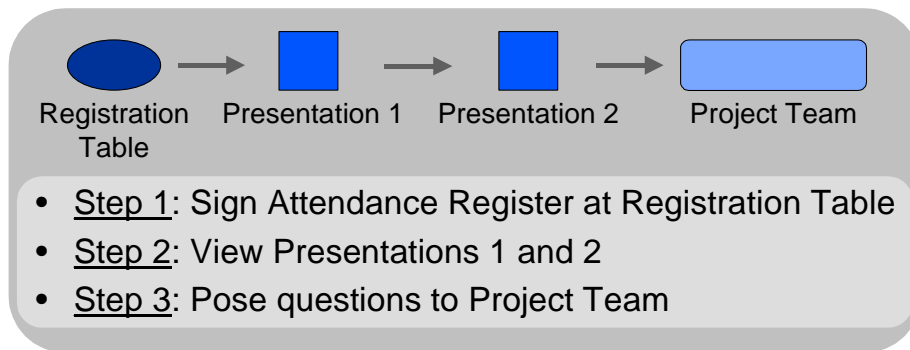 Registration
Table
Presentation 1
Presentation 2
Project Team
• Step 1: Sign Attendance Register at Registration Table
• Step 2: View Presentations 1 and 2
• Step 3: Pose questions to Project Team